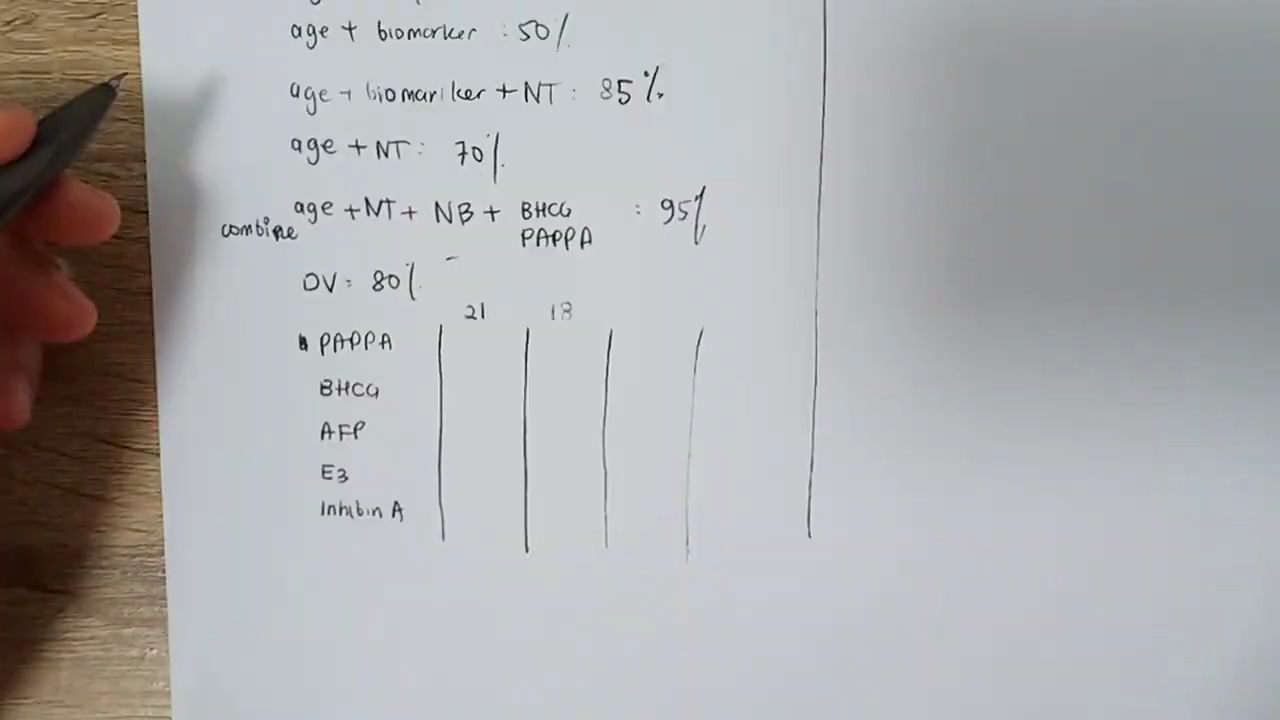 age + biomarker : 50%
age + biomariker + NT : 85%
age + NT : 70%
age + NT + NB + BHCG : 95%
combine PAPPA
DV = 80%
21 18
PAPPA
BHCG
AFP
E3
Inhibin A